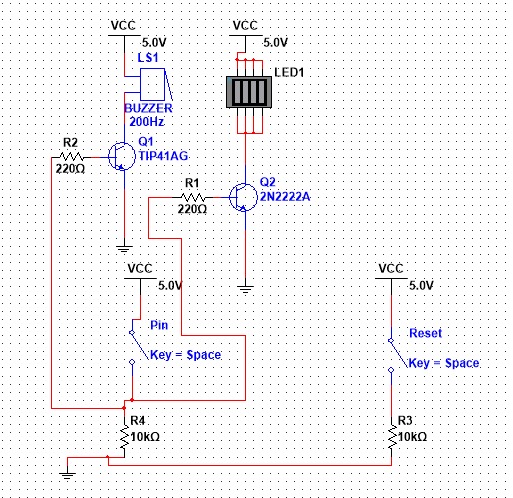 VCC
5.0V
LS1
BUZZER
200Hz
VCC
5.0V
LED1
R2
220Ω
Q1
TIP41AG
R1
220Ω
Q2
2N2222A
VCC
5.0V
Pin
Key = Space
VCC
5.0V
Reset
Key = Space
R4
10kΩ
R3
10kΩ